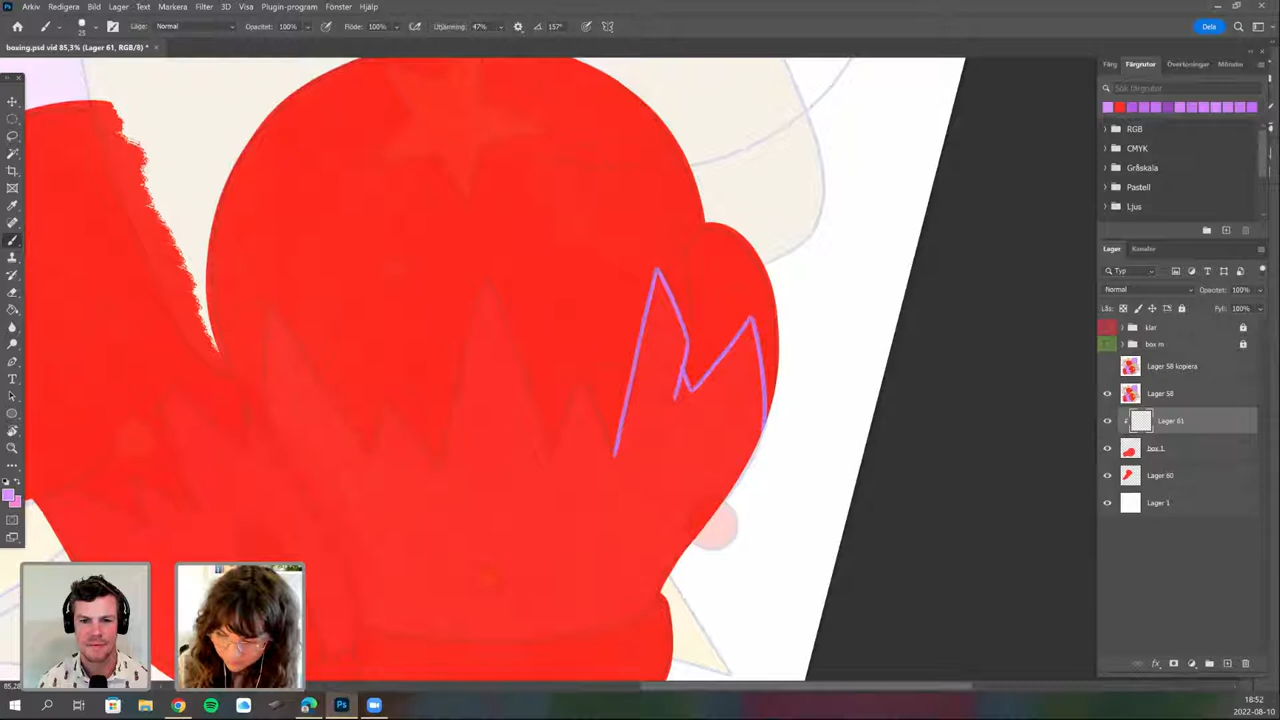 Arkiv Redigera Bild Lager Text Markera Filter 3D Visa Plugin-program Fönster Hjälp
25 Läge: Normal Opacitet: 100% Flöde: 100% Utjämning: 47% 157° Dela
boxing.psd vid 85,3% (Lager 61, RGB/8) *
Färg Färgrutor Övertoningar Mönster
Sök färgrutor
RGB
CMYK
Gråskala
Pastell
Ljus
Lager Kanaler
Typ
Normal Opacitet: 100%
Lås: Fyll: 100%
klar
box m
Lager 58 kopiera
Lager 58
Lager 61
box 1
Lager 60
Lager 1
18:52
2022-08-10